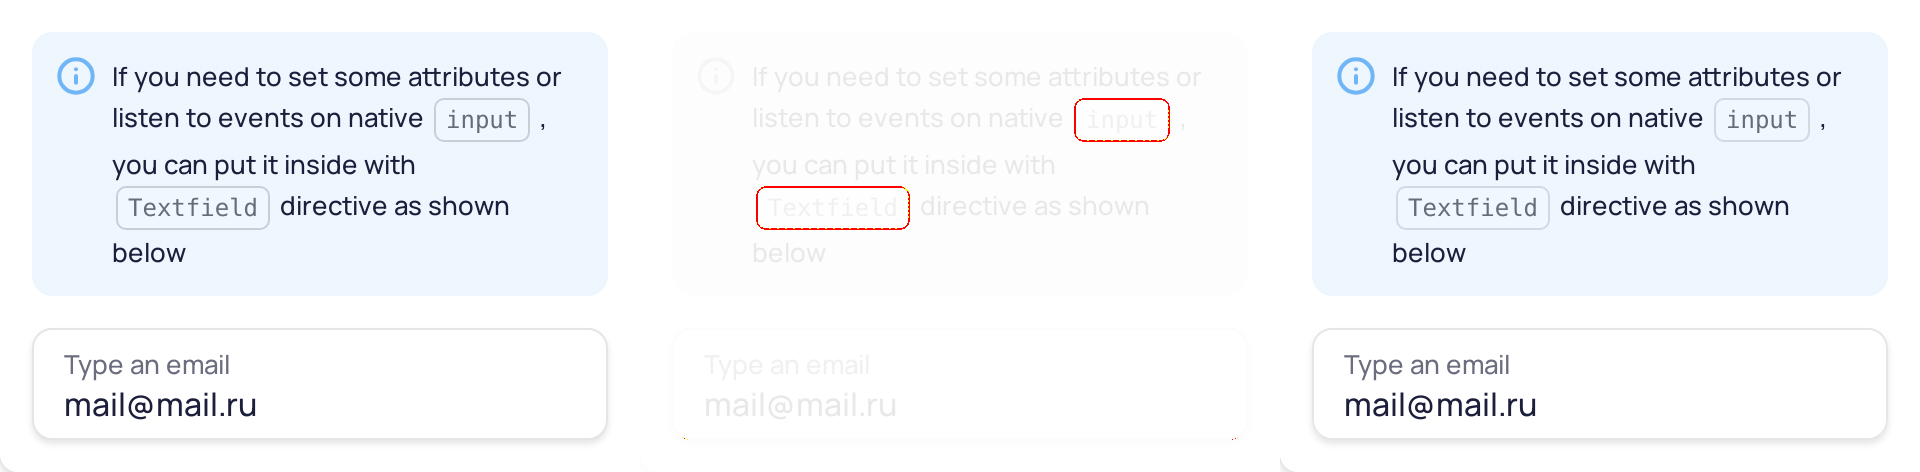 If you need to set some attributes or
listen to events on native input ,
you can put it inside with
Textfield directive as shown
below
Type an email
mail@mail.ru
If you need to set some attributes or
listen to events on native input ,
you can put it inside with
Textfield directive as shown
below
Type an email
mail@mail.ru
If you need to set some attributes or
listen to events on native input ,
you can put it inside with
Textfield directive as shown
below
Type an email
mail@mail.ru